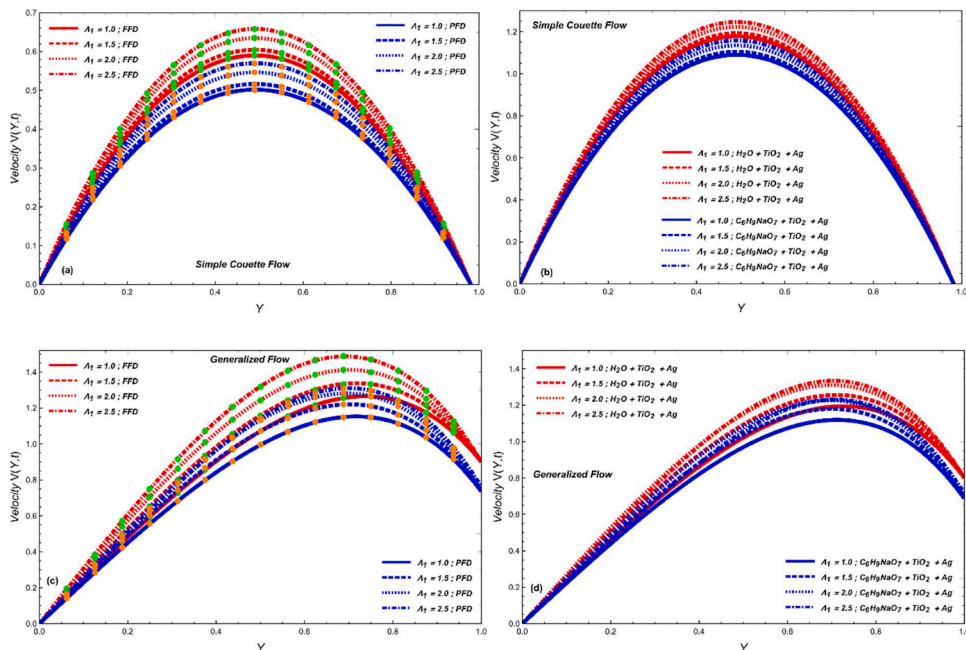 Λ₁ = 1.0 ; FFD
Λ₁ = 1.5 ; FFD
Λ₁ = 2.0 ; FFD
Λ₁ = 2.5 ; FFD
Λ₁ = 1.0 ; PFD
Λ₁ = 1.5 ; PFD
Λ₁ = 2.0 ; PFD
Λ₁ = 2.5 ; PFD
0.7
0.6
0.5
0.4
0.3
0.2
0.1
0.0
Velocity V(Y,t)
(a)
Simple Couette Flow
0.0 0.2 0.4 0.6 0.8 1.0
Y
Simple Couette Flow
1.2
1.0
0.8
0.6
0.4
0.2
0.0
Velocity V(Y,t)
Λ₁ = 1.0 ; H₂O + TiO₂ + Ag
Λ₁ = 1.5 ; H₂O + TiO₂ + Ag
Λ₁ = 2.0 ; H₂O + TiO₂ + Ag
Λ₁ = 2.5 ; H₂O + TiO₂ + Ag
Λ₁ = 1.0 ; C₆H₉NaO₇ + TiO₂ + Ag
Λ₁ = 1.5 ; C₆H₉NaO₇ + TiO₂ + Ag
Λ₁ = 2.0 ; C₆H₉NaO₇ + TiO₂ + Ag
Λ₁ = 2.5 ; C₆H₉NaO₇ + TiO₂ + Ag
(b)
0.0 0.2 0.4 0.6 0.8 1.0
Y
Generalized Flow
Λ₁ = 1.0 ; FFD
Λ₁ = 1.5 ; FFD
Λ₁ = 2.0 ; FFD
Λ₁ = 2.5 ; FFD
1.4
1.2
1.0
0.8
0.6
0.4
0.2
0.0
Velocity V(Y,t)
Λ₁ = 1.0 ; PFD
Λ₁ = 1.5 ; PFD
Λ₁ = 2.0 ; PFD
Λ₁ = 2.5 ; PFD
(c)
0.0 0.2 0.4 0.6 0.8 1.0
Y
Λ₁ = 1.0 ; H₂O + TiO₂ + Ag
Λ₁ = 1.5 ; H₂O + TiO₂ + Ag
Λ₁ = 2.0 ; H₂O + TiO₂ + Ag
Λ₁ = 2.5 ; H₂O + TiO₂ + Ag
1.4
1.2
1.0
0.8
0.6
0.4
0.2
0.0
Velocity V(Y,t)
Generalized Flow
Λ₁ = 1.0 ; C₆H₉NaO₇ + TiO₂ + Ag
Λ₁ = 1.5 ; C₆H₉NaO₇ + TiO₂ + Ag
Λ₁ = 2.0 ; C₆H₉NaO₇ + TiO₂ + Ag
Λ₁ = 2.5 ; C₆H₉NaO₇ + TiO₂ + Ag
(d)
0.0 0.2 0.4 0.6 0.8 1.0
Y